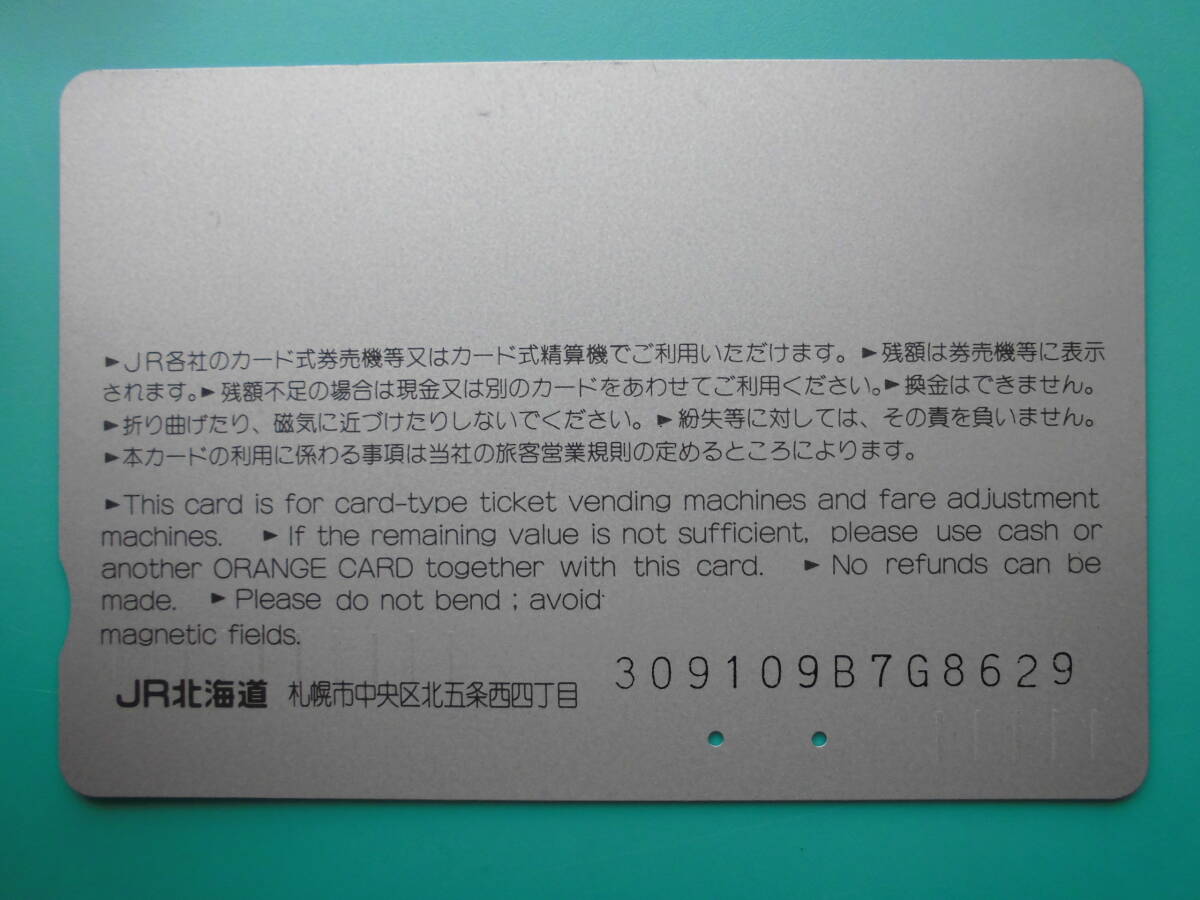 ►JR各社のカード式券売機等又はカード式精算機でご利用いただけます。►残額は券売機等に表示
されます。►残額不足の場合は現金又は別のカードをあわせてご利用ください。►換金はできません。
►折り曲げたり、磁気に近づけたりしないでください。►紛失等に対しては、その責を負いません。
►本カードの利用に係わる事項は当社の旅客営業規則の定めるところによります。
►This card is for card-type ticket vending machines and fare adjustment
machines. ►If the remaining value is not sufficient, please use cash or
another ORANGE CARD together with this card. ►No refunds can be
made. ►Please do not bend ; avoid
magnetic fields.
JR北海道 札幌市中央区北五条西四丁目
309109B7G8629